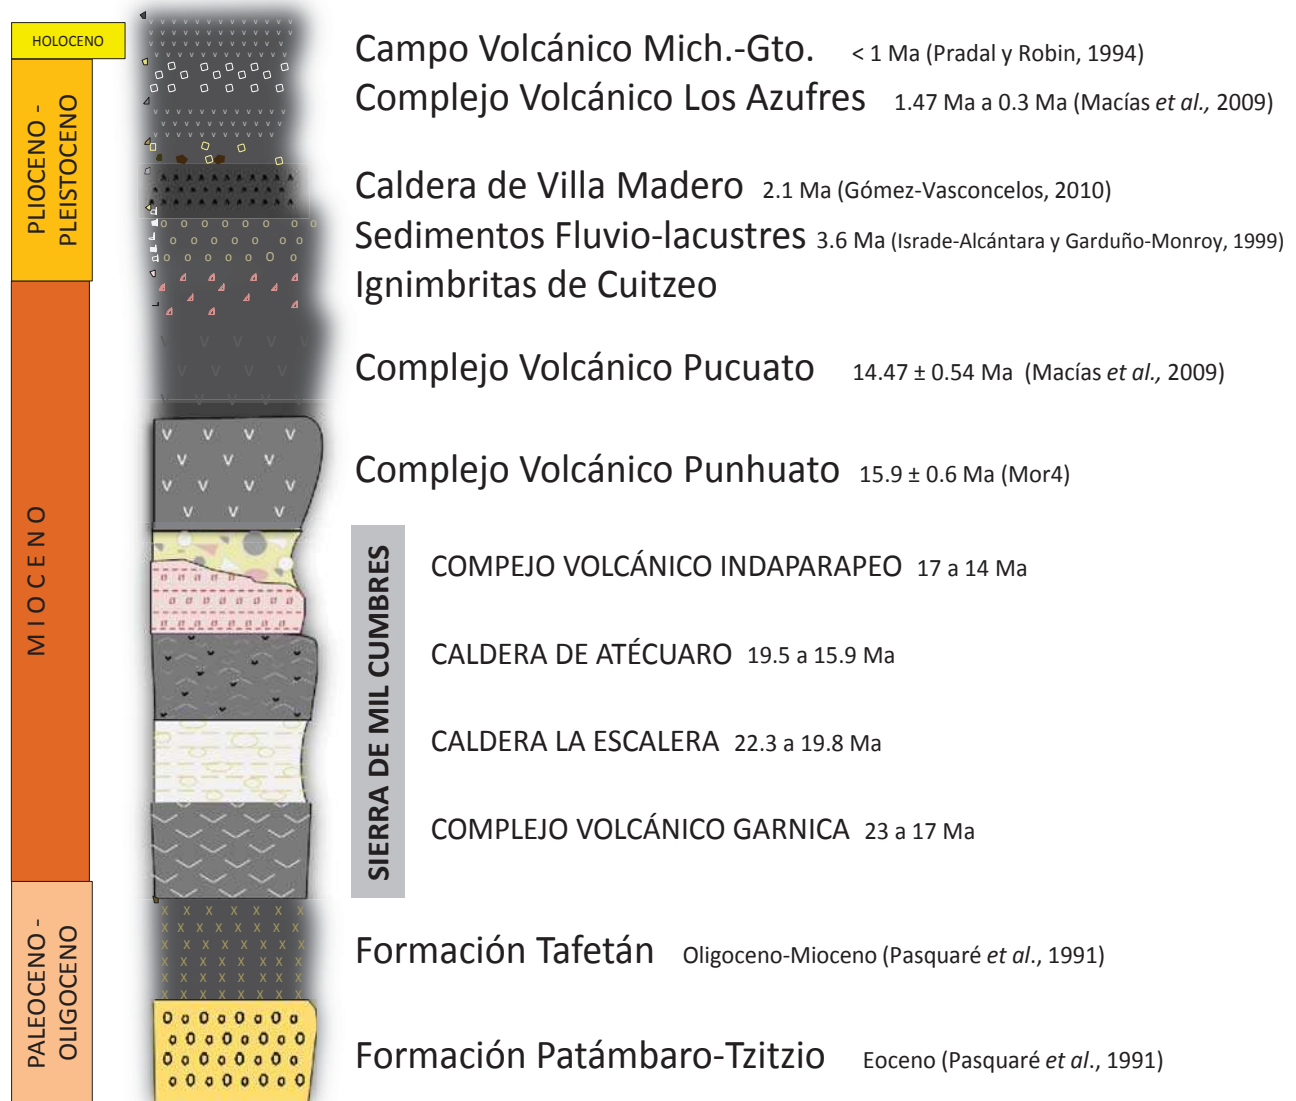 HOLOCENO
Campo Volcánico Mich.-Gto. < 1 Ma (Pradal y Robin, 1994)
Complejo Volcánico Los Azufres 1.47 Ma a 0.3 Ma (Macías et al., 2009)
PLIOCENO -
PLEISTOCENO
Caldera de Villa Madero 2.1 Ma (Gómez-Vasconcelos, 2010)
Sedimentos Fluvio-lacustres 3.6 Ma (Israde-Alcántara y Garduño-Monroy, 1999)
Ignimbritas de Cuitzeo
MIOCENO
Complejo Volcánico Pucuato 14.47 ± 0.54 Ma (Macías et al., 2009)
Complejo Volcánico Punhuato 15.9 ± 0.6 Ma (Mor4)
SIERRA DE MIL CUMBRES
COMPEJO VOLCÁNICO INDAPARAPEO 17 a 14 Ma
CALDERA DE ATÉCUARO 19.5 a 15.9 Ma
CALDERA LA ESCALERA 22.3 a 19.8 Ma
COMPLEJO VOLCÁNICO GARNICA 23 a 17 Ma
PALEOCENO -
OLIGOCENO
Formación Tafetán Oligoceno-Mioceno (Pasquaré et al., 1991)
Formación Patámbaro-Tzitzio Eoceno (Pasquaré et al., 1991)